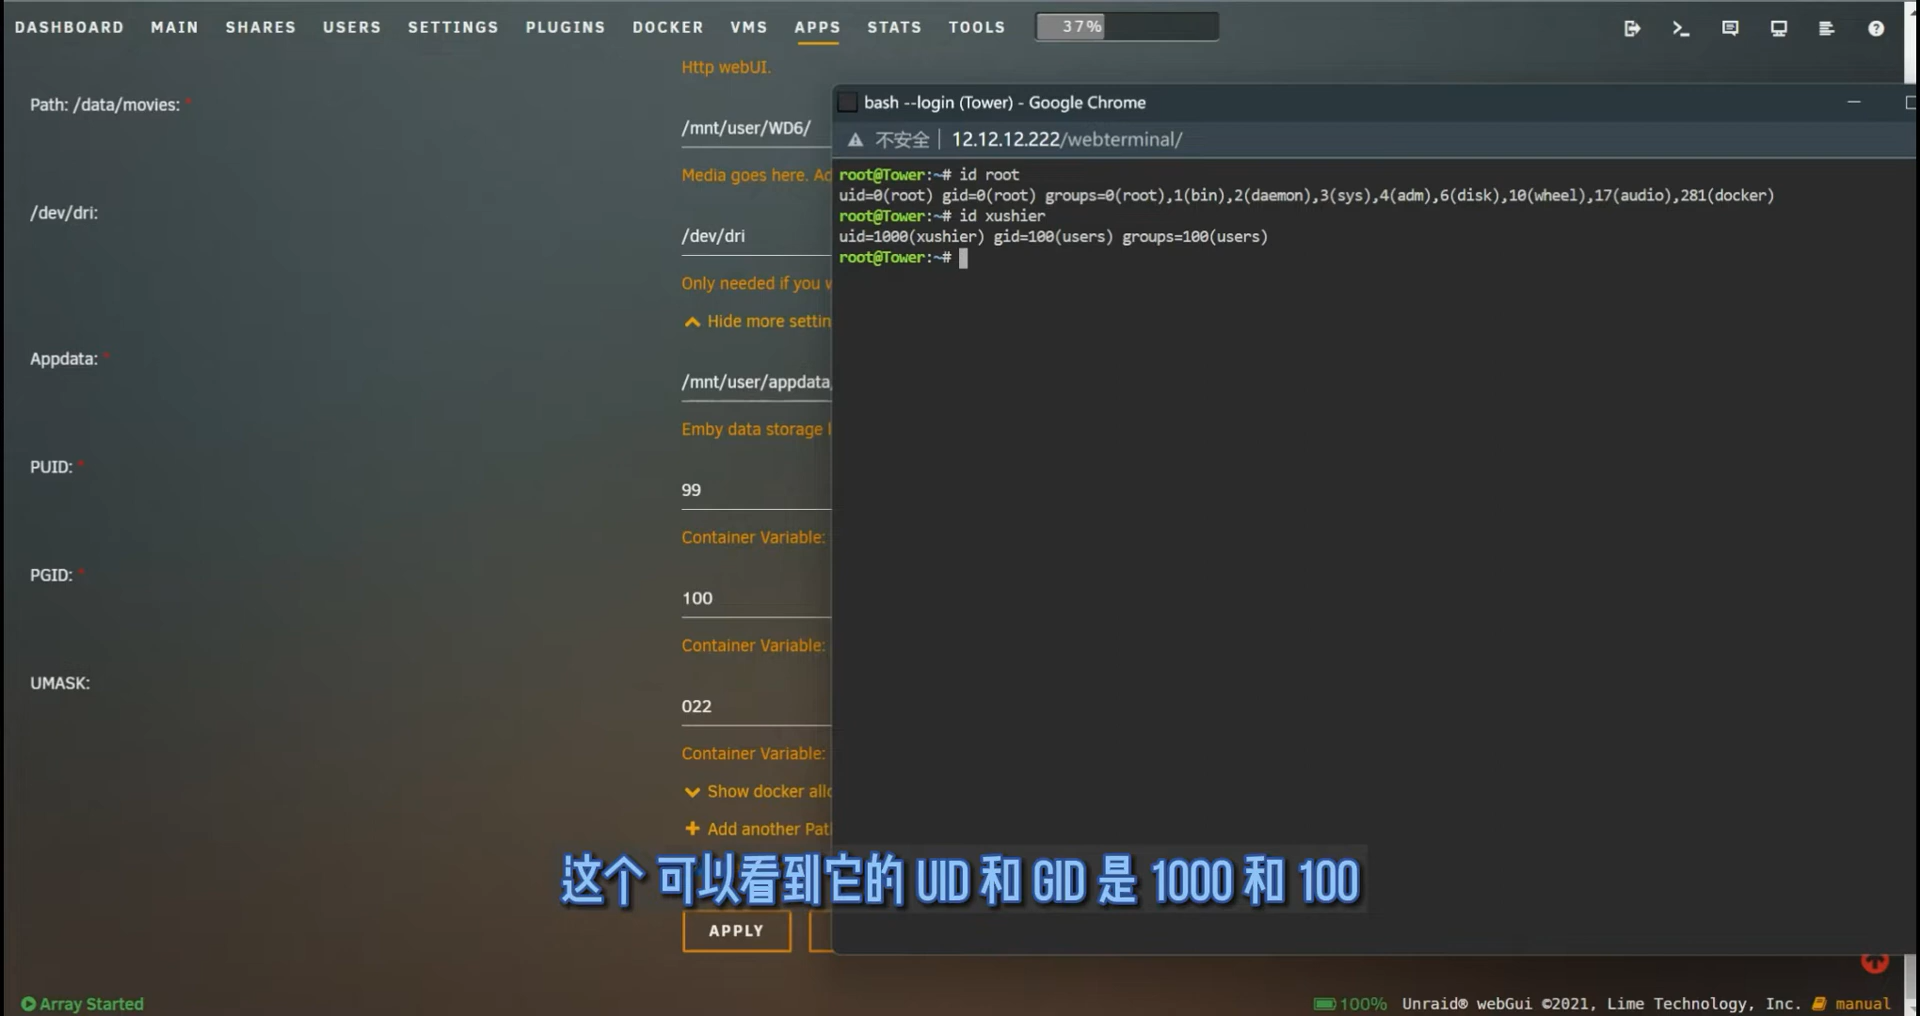 DASHBOARD MAIN SHARES USERS SETTINGS PLUGINS DOCKER VMS APPS STATS TOOLS 37%
Http webUI.
Path: /data/movies: *
/mnt/user/WD6/
Media goes here.
/dev/dri:
/dev/dri
Only needed if you
Hide more
Appdata: *
/mnt/user/appdata
Emby data storage
PUID: *
99
Container Variable:
PGID: *
100
Container Variable:
UMASK:
022
Container Variable:
Show docker
Add another
APPLY
bash --login (Tower) - Google Chrome
不安全 | 12.12.12.222/webterminal/
root@Tower:~# id root
uid=0(root) gid=0(root) groups=0(root),1(bin),2(daemon),3(sys),4(adm),6(disk),10(wheel),17(audio),281(docker)
root@Tower:~# id xushier
uid=1000(xushier) gid=100(users) groups=100(users)
root@Tower:~#
这个 可以看到它的 UID 和 GID 是 1000 和 100
Array Started
100% Unraid® webGui ©2021, Lime Technology, Inc. manual